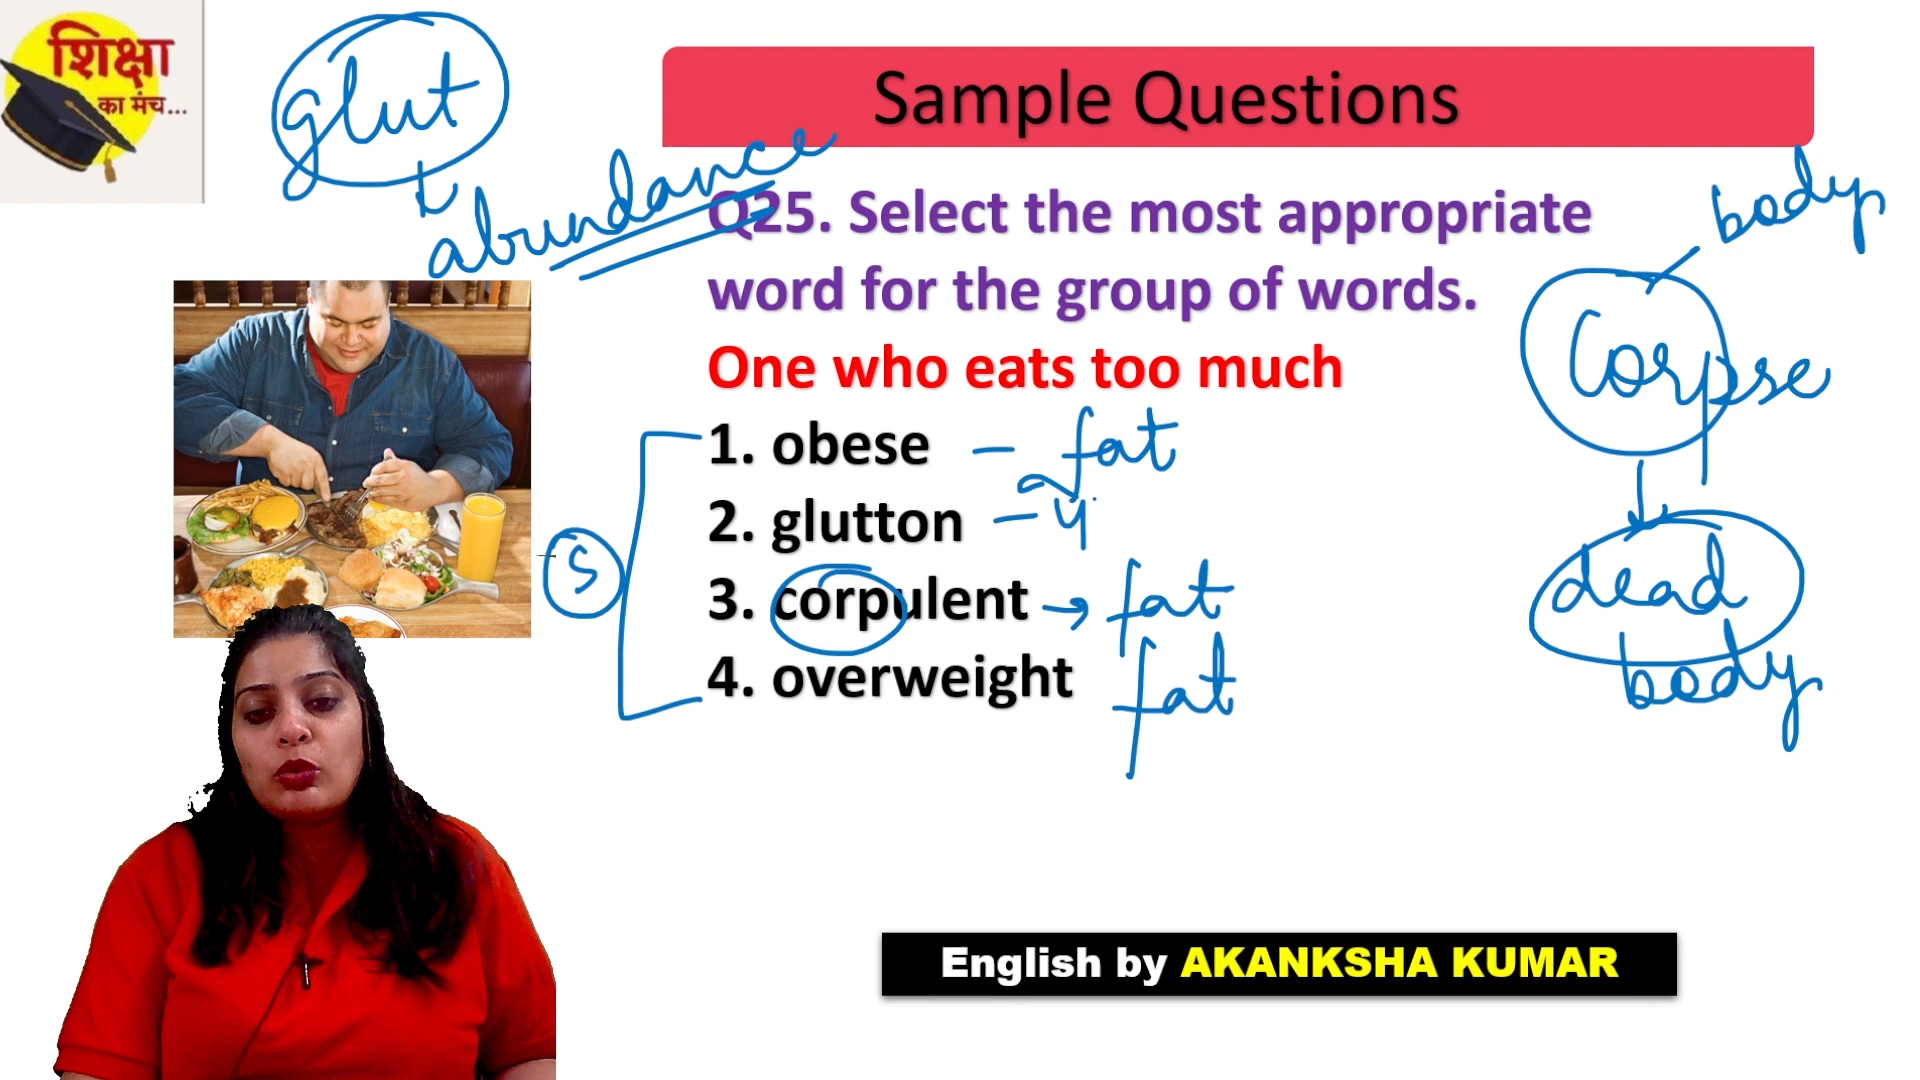 शिक्षा
का मंच...
glut
abundance
Sample Questions
Q25. Select the most appropriate
word for the group of words.
One who eats too much
1. obese - fat
2. glutton -
3. corpulent → fat
4. overweight fat
S
body
Corpse
dead
body
English by AKANKSHA KUMAR